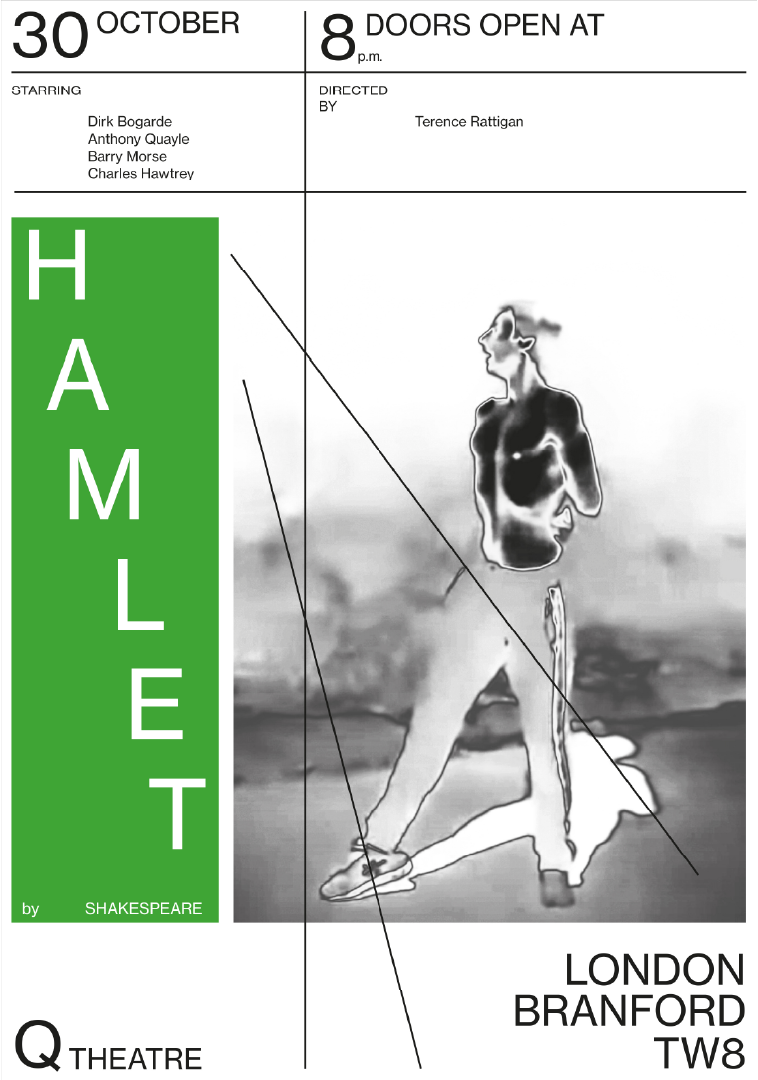 30 OCTOBER
8 p.m. DOORS OPEN AT
STARRING
Dirk Bogarde
Anthony Quayle
Barry Morse
Charles Hawtrey
DIRECTED
BY
Terence Rattigan
HAMLET
by SHAKESPEARE
LONDON
BRANFORD
TW8
Q THEATRE